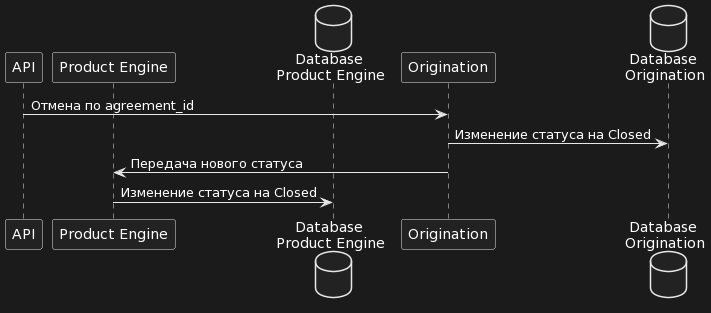 API
Product Engine
Database
Product Engine
Origination
Database
Origination
Отмена по agreement_id
Изменение статуса на Closed
Передача нового статуса
Изменение статуса на Closed
API
Product Engine
Database
Product Engine
Origination
Database
Origination